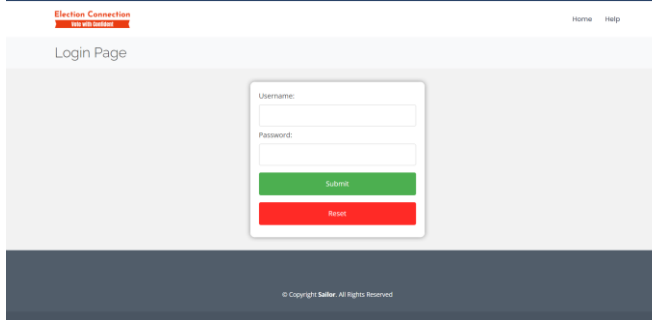 Election Connection
Vote with Confident
Home Help
Login Page
Username:
Password:
Submit
Reset
© Copyright Sailor. All Rights Reserved